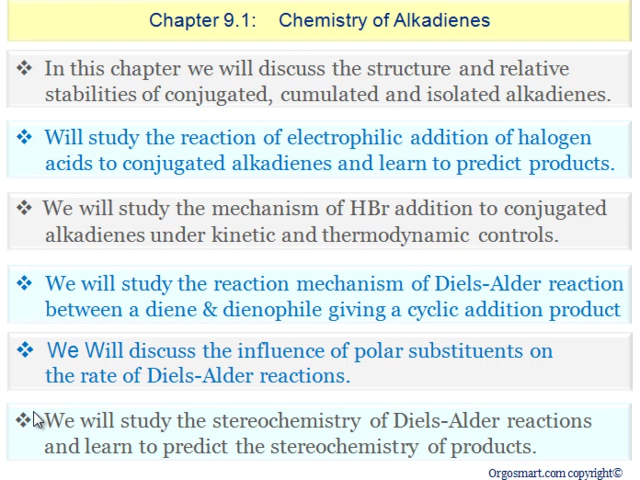 Chapter 9.1: Chemistry of Alkadienes
❖ In this chapter we will discuss the structure and relative
stabilities of conjugated, cumulated and isolated alkadienes.
❖ Will study the reaction of electrophilic addition of halogen
acids to conjugated alkadienes and learn to predict products.
❖ We will study the mechanism of HBr addition to conjugated
alkadienes under kinetic and thermodynamic controls.
❖ We will study the reaction mechanism of Diels-Alder reaction
between a diene & dienophile giving a cyclic addition product
❖ We Will discuss the influence of polar substituents on
the rate of Diels-Alder reactions.
❖ We will study the stereochemistry of Diels-Alder reactions
and learn to predict the stereochemistry of products.
Orgosmart.com copyright©